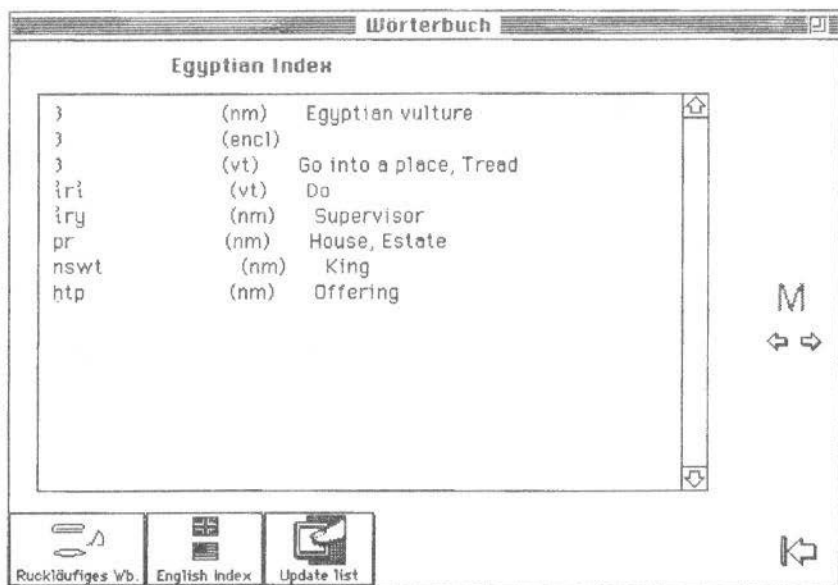 Wörterbuch
Egyptian Index
ꜣ (nm) Egyptian vulture
ꜣ (encl)
ꜣ (vt) Go into a place, Tread
ỉrỉ (vt) Do
ỉry (nm) Supervisor
pr (nm) House, Estate
nswt (nm) King
ḥtp (nm) Offering
M
Rückläufiges Wb. English Index Update list